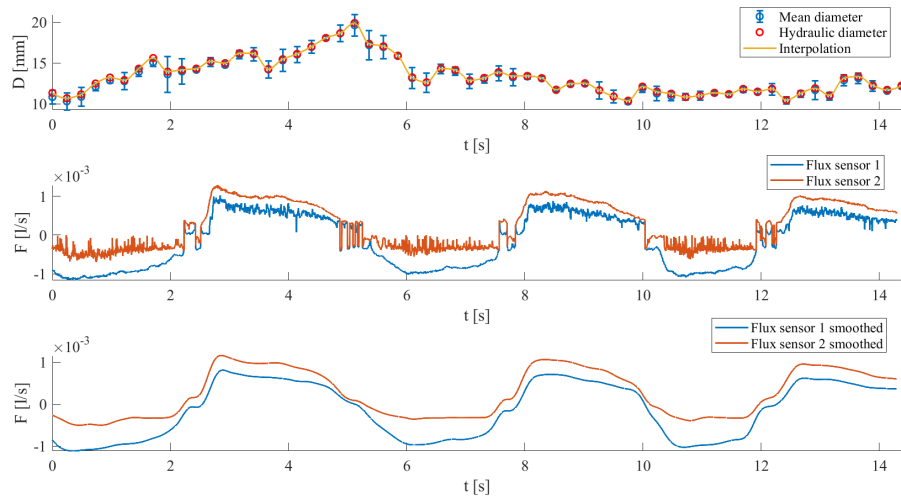 20
15
10
D [mm]
Mean diameter
Hydraulic diameter
Interpolation
0 2 4 6 8 10 12 14
t [s]
×10⁻³
1
0
-1
F [l/s]
Flux sensor 1
Flux sensor 2
0 2 4 6 8 10 12 14
t [s]
×10⁻³
1
0
-1
F [l/s]
Flux sensor 1 smoothed
Flux sensor 2 smoothed
0 2 4 6 8 10 12 14
t [s]